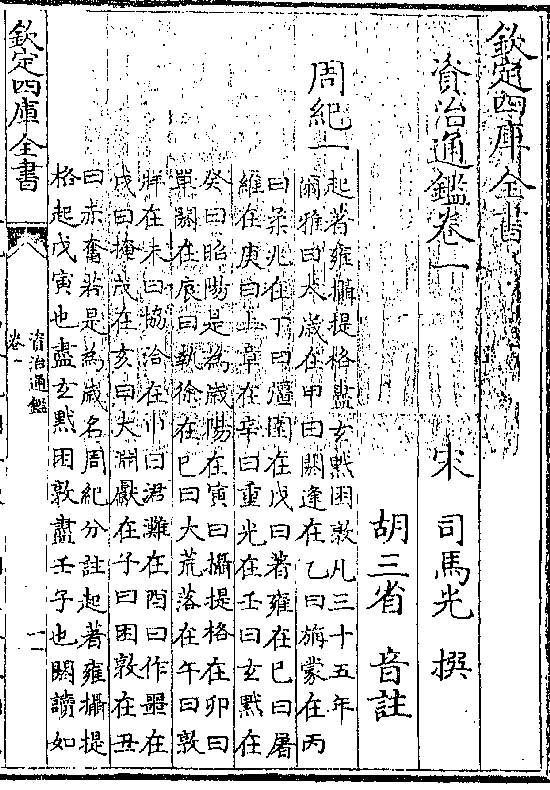 欽定四庫全書
資治通鑑卷一
宋 司馬光 撰
胡三省 音註
周紀一
起著雍攝提格盡玄黓困敦凡三十五年
爾雅曰太歲在甲曰閼逢在乙曰旃蒙在丙
曰柔兆在丁曰彊圉在戊曰著雍在已曰屠
維在庚曰上章在辛曰重光在壬曰玄黓在
癸曰昭陽是為歲陽在寅曰攝提格在卯曰
單閼在辰曰執徐在巳曰大荒落在午曰敦
牂在未曰協洽在申曰涒灘在酉曰作噩在
戌曰掩茂在亥曰大淵獻在子曰困敦在丑
曰赤奮若是為歲名周紀分註起著雍攝提
格起戊寅也盡玄黓困敦盡壬子也閼讀如
欽定四庫全書
資治通鑑
卷一
一